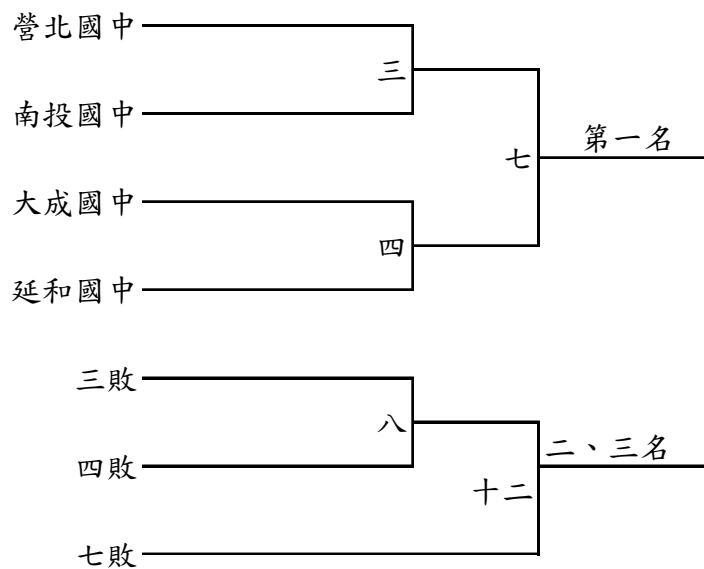 營北國中
三
南投國中
七
第一名
大成國中
四
延和國中
三敗
八
四敗
二、三名
十二
七敗